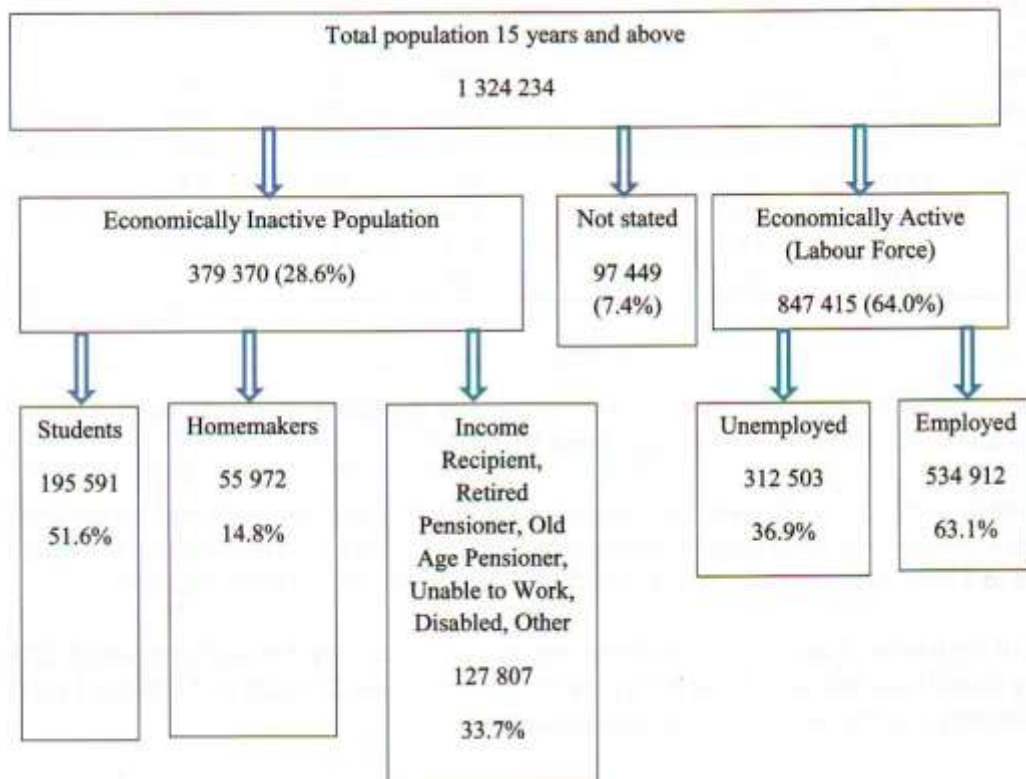 Total population 15 years and above
1 324 234
Economically Inactive Population
379 370 (28.6%)
Not stated
97 449
(7.4%)
Economically Active
(Labour Force)
847 415 (64.0%)
Students
195 591
51.6%
Homemakers
55 972
14.8%
Income
Recipient,
Retired
Pensioner, Old
Age Pensioner,
Unable to Work,
Disabled, Other
127 807
33.7%
Unemployed
312 503
36.9%
Employed
534 912
63.1%